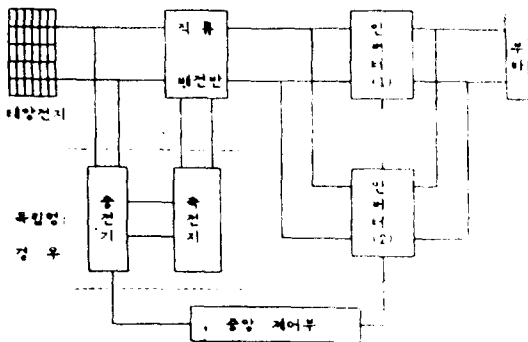 직 류
배전반
인버터(1)
부하
태양전지
충전기
축전지
인버터(2)
독립형:
경 우
중앙 제어부